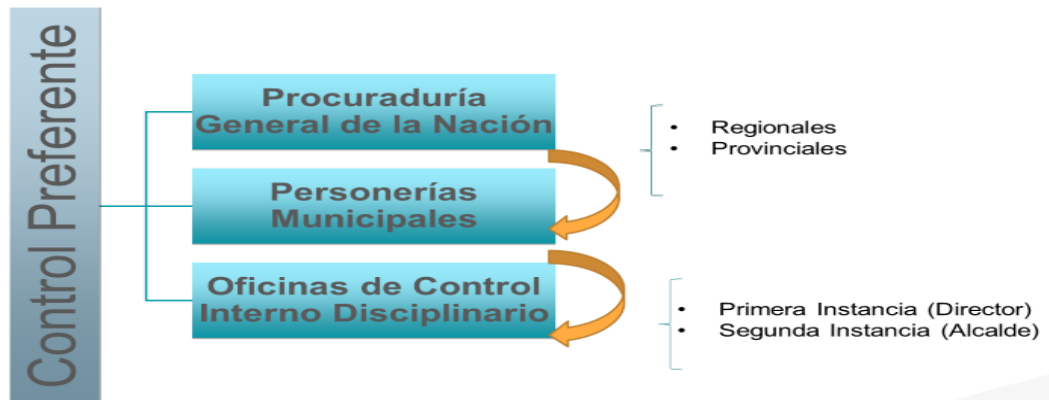 Control Preferente
Procuraduría
General de la Nación
• Regionales
• Provinciales
Personerías
Municipales
Oficinas de Control
Interno Disciplinario
• Primera Instancia (Director)
• Segunda Instancia (Alcalde)